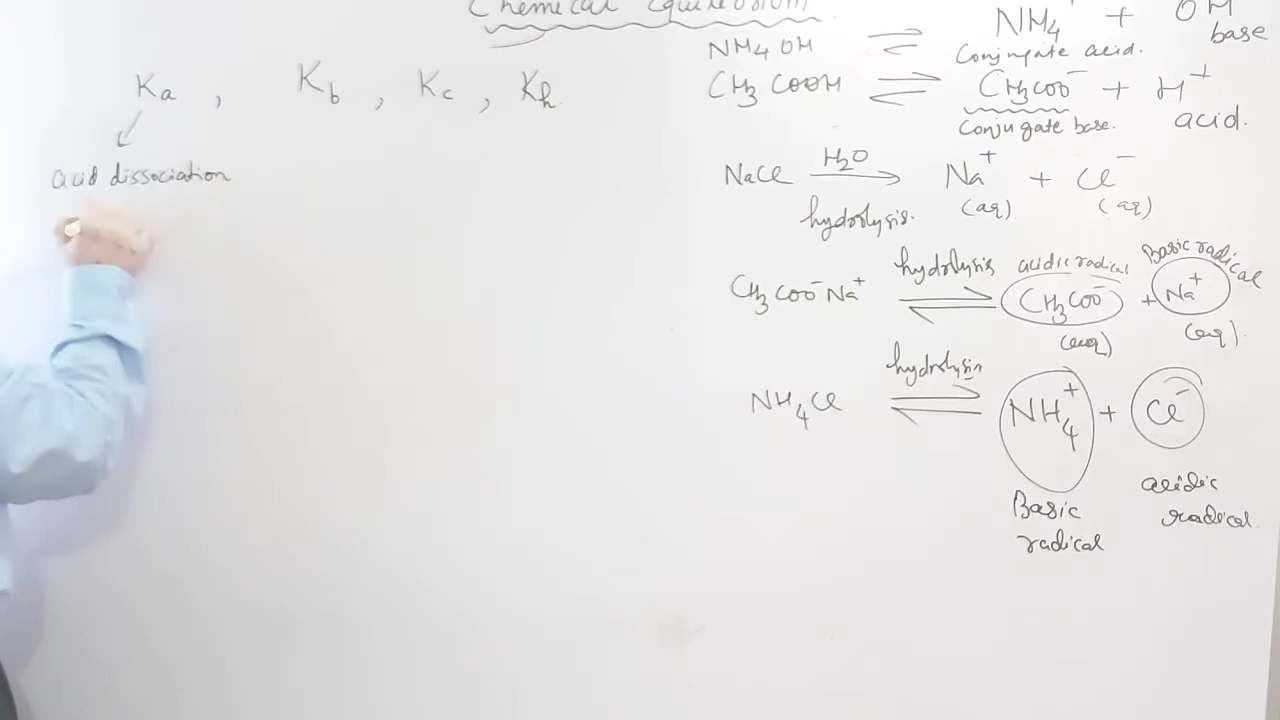 Chemical Equilibrium
NH4OH ⇌ NH4+ + OH
Conjugate acid. base
CH3COOH ⇌ CH3COO− + H+
Conjugate base. acid.
Ka, Kb, Kc, Kh.
acid dissociation
NaCl H2O → Na+ + Cl−
hydrolysis. (aq) (aq)
CH3COO−Na+ hydrolysis ⇌ acidic radical CH3COO− + Basic radical Na+
(aq) (aq).
NH4Cl hydrolysis ⇌ NH4+ + Cl−
Basic radical
acidic radical